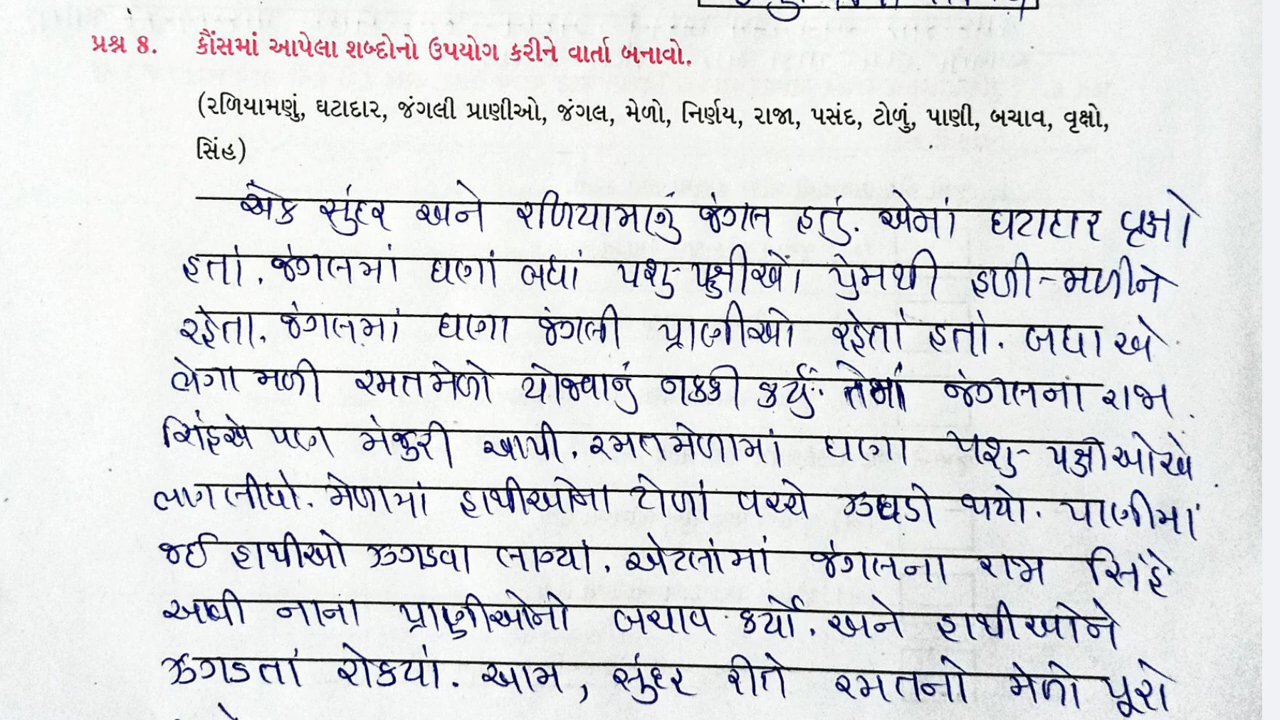 પ્રશ્ન 8. કૌંસમાં આપેલા શબ્દોનો ઉપયોગ કરીને વાર્તા બનાવો.
(રળિયામણું, ઘટાદાર, જંગલી પ્રાણીઓ, જંગલ, મેળો, નિર્ણય, રાજા, પસંદ, ટોળું, પાણી, બચાવ, વૃક્ષો,
સિંહ)
એક સુંદર અને રળિયામણું જંગલ હતું. એમાં ઘટાદાર વૃક્ષો
હતાં. જંગલમાં ઘણાં બધાં પશુ-પક્ષીઓ પ્રેમથી હળી-મળીને
રહેતા. જંગલમાં ઘણા જંગલી પ્રાણીઓ રહેતાં હતાં. બધાએ
ભેગા મળી રમતમેળો યોજવાનું નકકી કર્યું. તેમાં જંગલના રાજા
સિંહએ પણ મંજુરી આપી. રમતમેળામાં ઘણા પશુ-પક્ષીઓએ
ભાગ લીધો. મેળામાં હાથીઓના ટોળાં વચ્ચે ઝઘડો થયો. પાણીમાં
જઈ હાથીઓ ઝગડવા લાગ્યાં. એટલાંમાં જંગલના રાજા સિંહે
આવી નાના પ્રાણીઓનો બચાવ કર્યો. અને હાથીઓને
ઝગડતાં રોકયાં. આમ, સુંદર રીતે રમતનો મેળો પૂરો